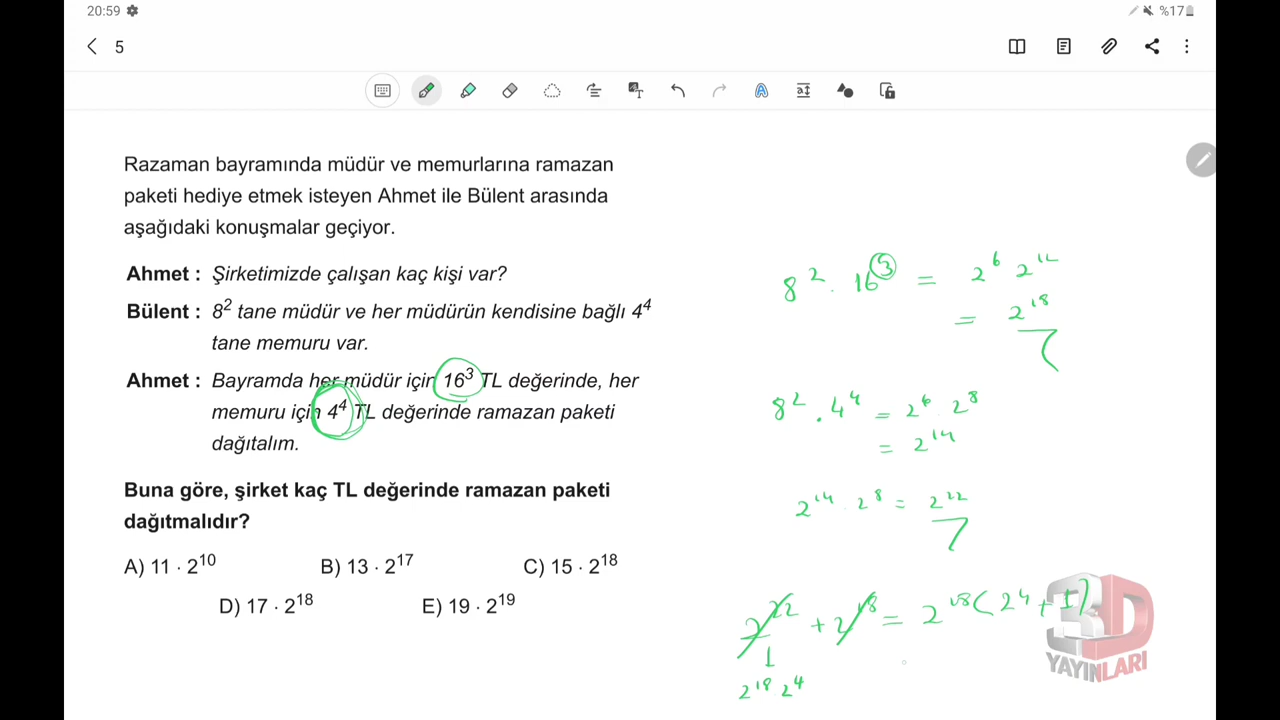 20:59
%17
5
Razaman bayramında müdür ve memurlarına ramazan
paketi hediye etmek isteyen Ahmet ile Bülent arasında
aşağıdaki konuşmalar geçiyor.
Ahmet : Şirketimizde çalışan kaç kişi var?
Bülent : 8² tane müdür ve her müdürün kendisine bağlı 4⁴
tane memuru var.
Ahmet : Bayramda her müdür için 16³ TL değerinde, her
memuru için 4⁴ TL değerinde ramazan paketi
dağıtalım.
Buna göre, şirket kaç TL değerinde ramazan paketi
dağıtmalıdır?
A) 11 · 2¹⁰ B) 13 · 2¹⁷ C) 15 · 2¹⁸
D) 17 · 2¹⁸ E) 19 · 2¹⁹
8² · 16³ = 2⁶ 2¹²
= 2¹⁸
8² · 4⁴ = 2⁶ · 2⁸
= 2¹⁴
2¹⁴ · 2⁸ = 2²²
2²² + 2¹⁸ = 2¹⁸(2⁴ + 1)
1
2¹⁸ 2⁴
3D
YAYINLARI